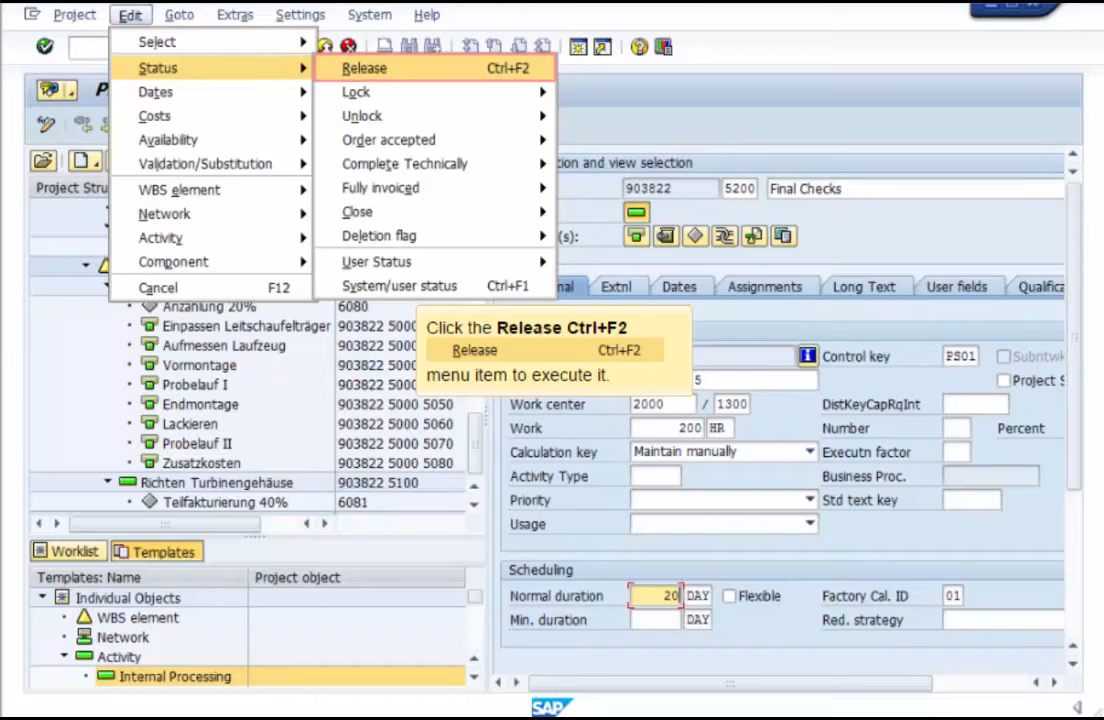 Project Edit Goto Extras Settings System Help
Select
Status
Dates
Costs
Availability
Validation/Substitution
WBS element
Network
Activity
Component
Cancel F12
Release Ctrl+F2
Lock
Unlock
Order accepted
Complete Technically
Fully invoiced
Close
Deletion flag
User Status
System/user status Ctrl+F1
Click the Release Ctrl+F2
Release Ctrl+F2
menu item to execute it.
Project Stru
Anzahlung 20% 6080
Einpassen Leitschaufelträger 903822 5000
Aufmessen Laufzeug 903822 5000
Vormontage 903822 5000
Probelauf I 903822 5000
Endmontage 903822 5000 5050
Lackieren 903822 5000 5060
Probelauf II 903822 5000 5070
Zusatzkosten 903822 5000 5080
Richten Turbinengehäuse 903822 5100
Teilfakturierung 40% 6081
Worklist Templates
Templates: Name Project object
Individual Objects
WBS element
Network
Activity
Internal Processing
tion and view selection
903822 5200 Final Checks
(s):
nal Extnl Dates Assignments Long Text User fields Qualifica
Control key PS01 Subntwk
5 Project S
Work center 2000 / 1300 DistKeyCapRqInt
Work 200 HR Number Percent
Calculation key Maintain manually Executn factor
Activity Type Business Proc.
Priority Std text key
Usage
Scheduling
Normal duration 20 DAY Flexible Factory Cal. ID 01
Min. duration DAY Red. strategy
SAP